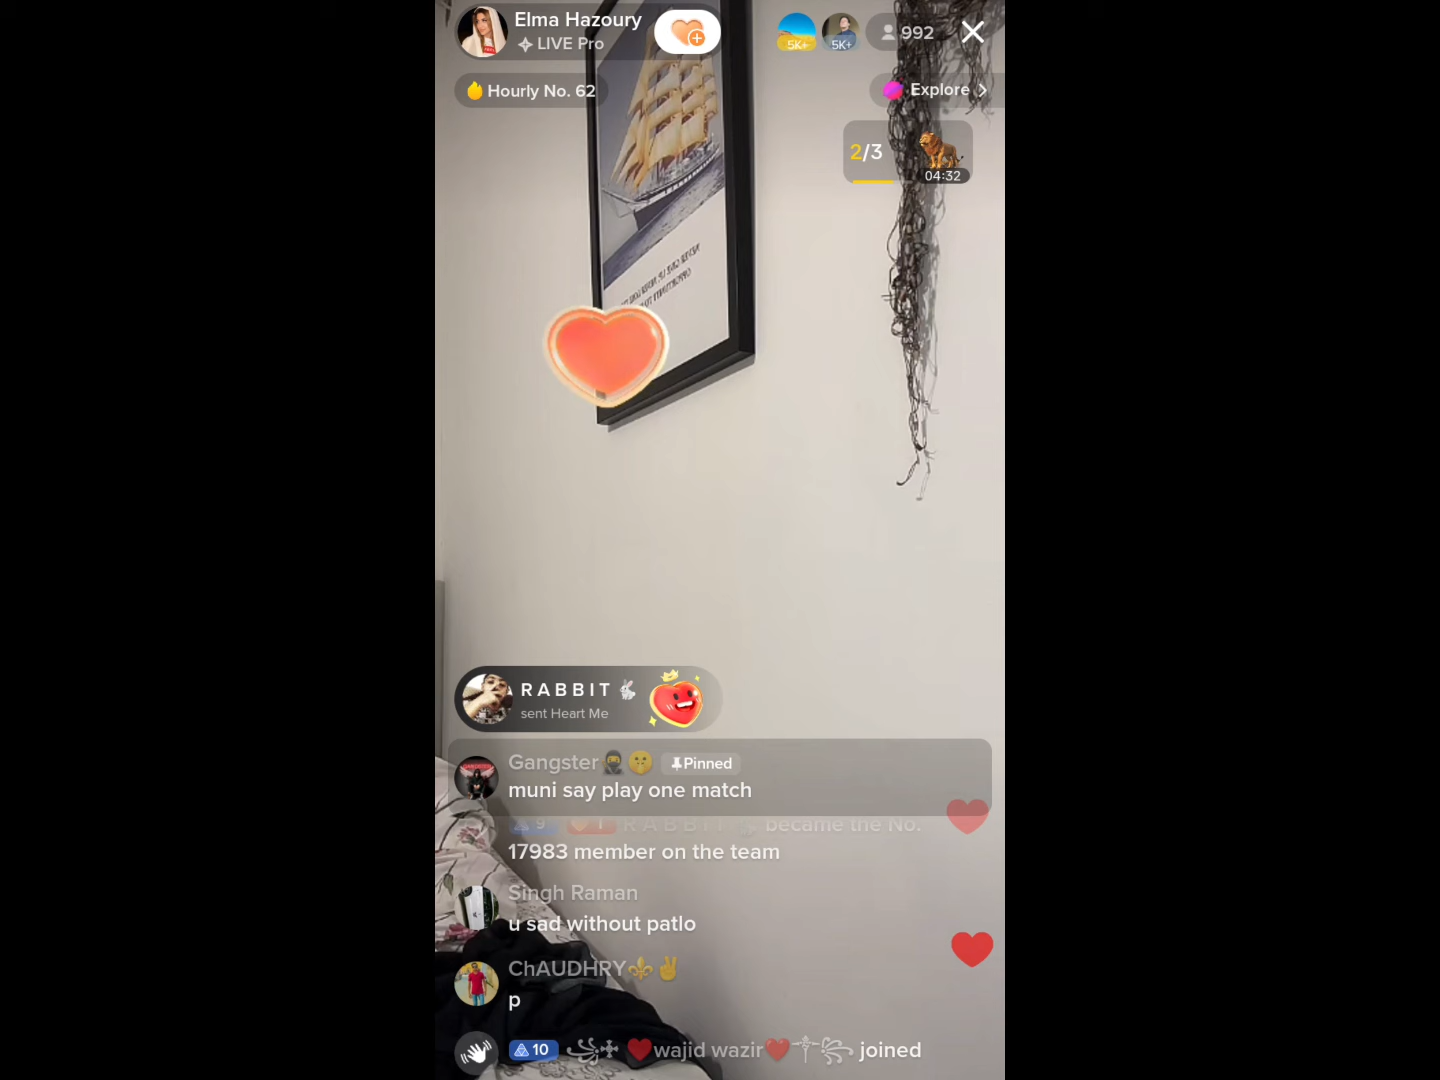 Elma Hazoury
LIVE Pro
5K+
5K+
992
Hourly No. 62
Explore
2/3
04:32
R A B B I T
sent Heart Me
Gangster
Pinned
muni say play one match
9
1
R A B B I T
became the No.
17983 member on the team
Singh Raman
u sad without patlo
ChAUDHRY
p
10
wajid wazir
joined